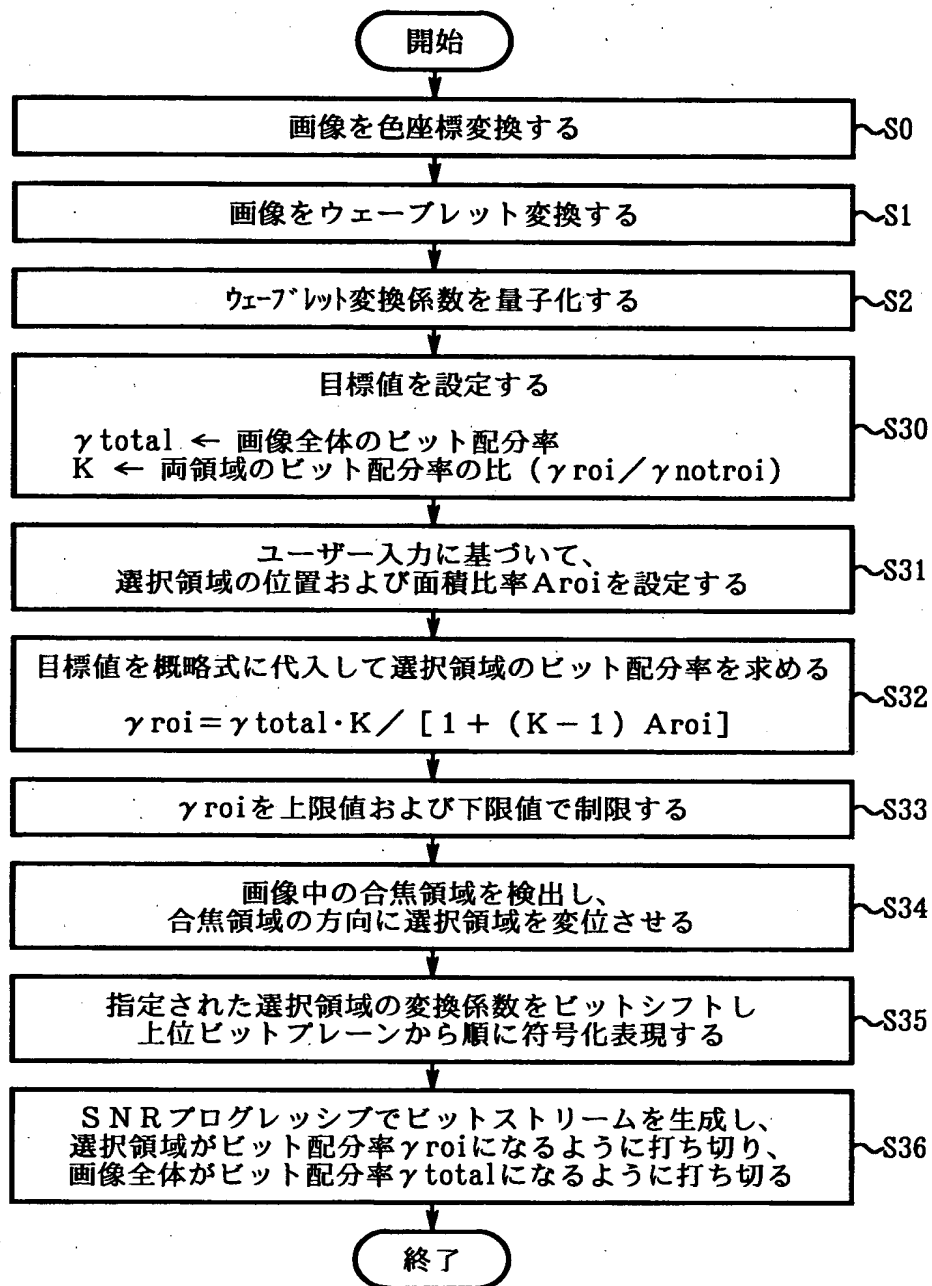 開始
画像を色座標変換する
~S0
画像をウェーブレット変換する
~S1
ｳｪｰﾌﾞﾚｯﾄ変換係数を量子化する
~S2
目標値を設定する
γtotal ← 画像全体のビット配分率
K ← 両領域のビット配分率の比（γroi／γnotroi）
~S30
ユーザー入力に基づいて、
選択領域の位置および面積比率Aroiを設定する
~S31
目標値を概略式に代入して選択領域のビット配分率を求める
γroi＝γtotal・K／［1＋（K－1）Aroi］
~S32
γroiを上限値および下限値で制限する
~S33
画像中の合焦領域を検出し、
合焦領域の方向に選択領域を変位させる
~S34
指定された選択領域の変換係数をビットシフトし
上位ビットプレーンから順に符号化表現する
~S35
ＳＮＲプログレッシブでビットストリームを生成し、
選択領域がビット配分率γroiになるように打ち切り、
画像全体がビット配分率γtotalになるように打ち切る
~S36
終了